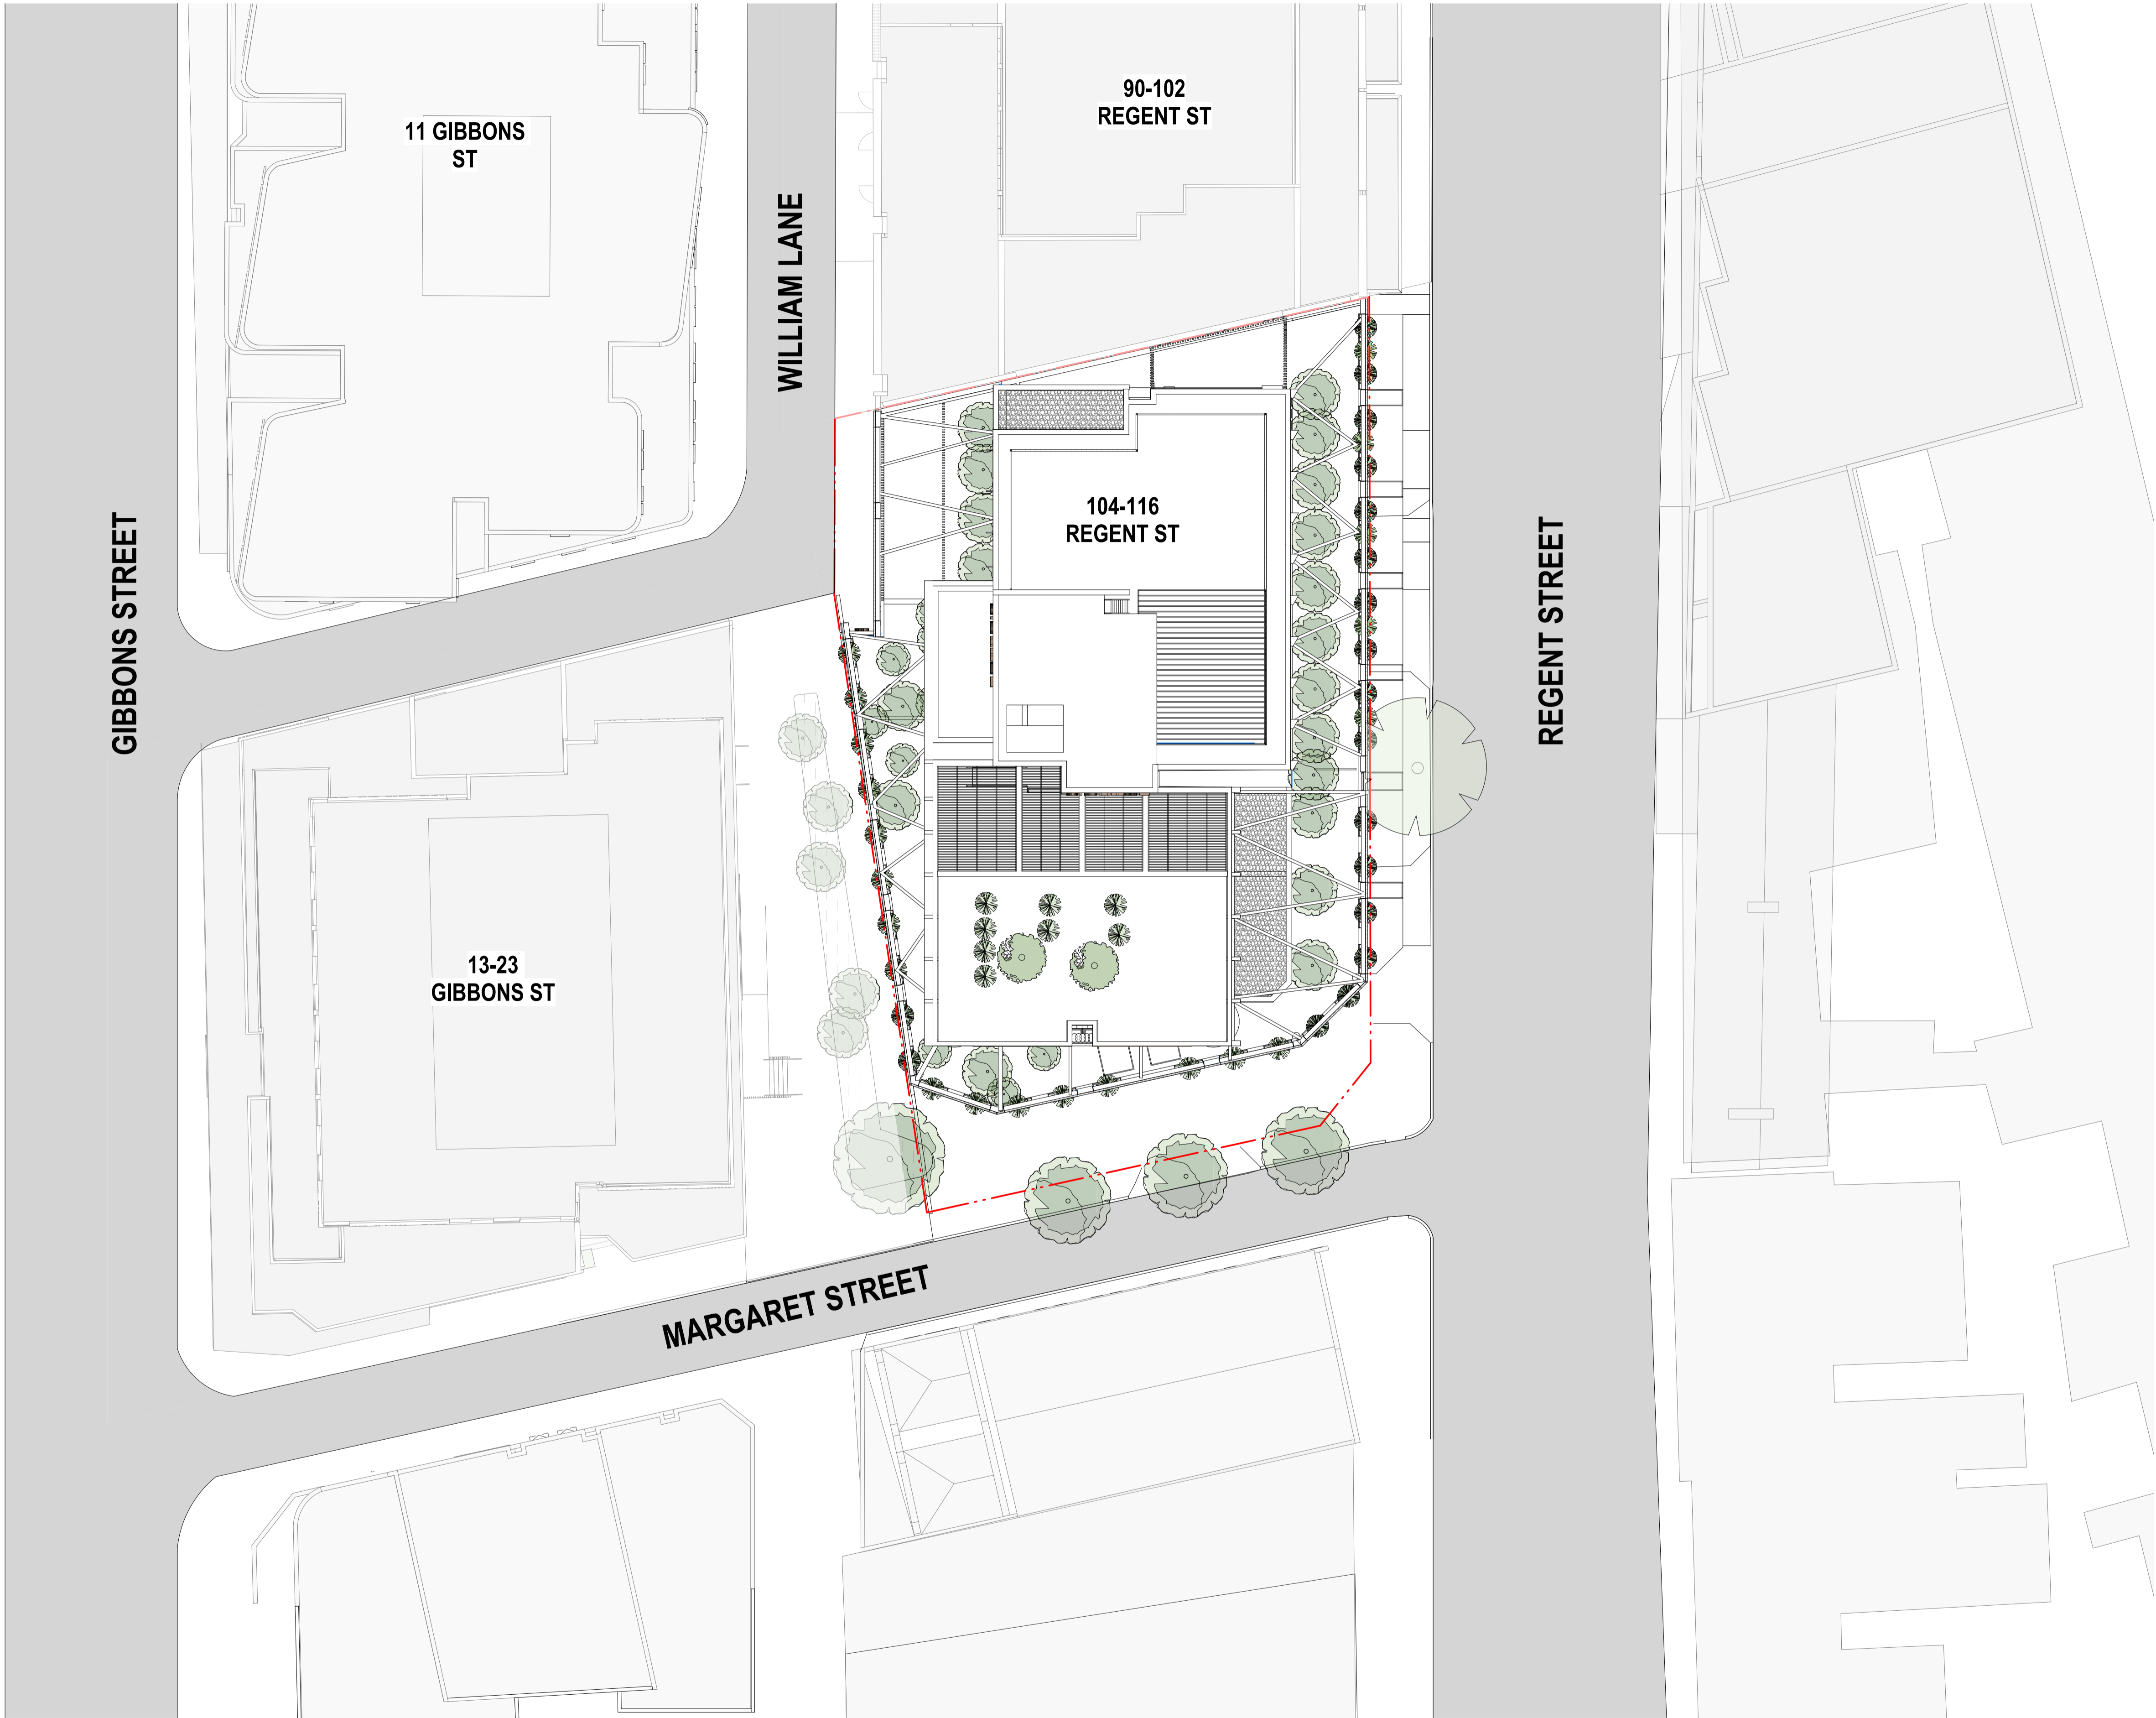 90-102
REGENT ST
11 GIBBONS
ST
WILLIAM LANE
104-116
REGENT ST
GIBBONS STREET
REGENT STREET
13-23
GIBBONS ST
MARGARET STREET